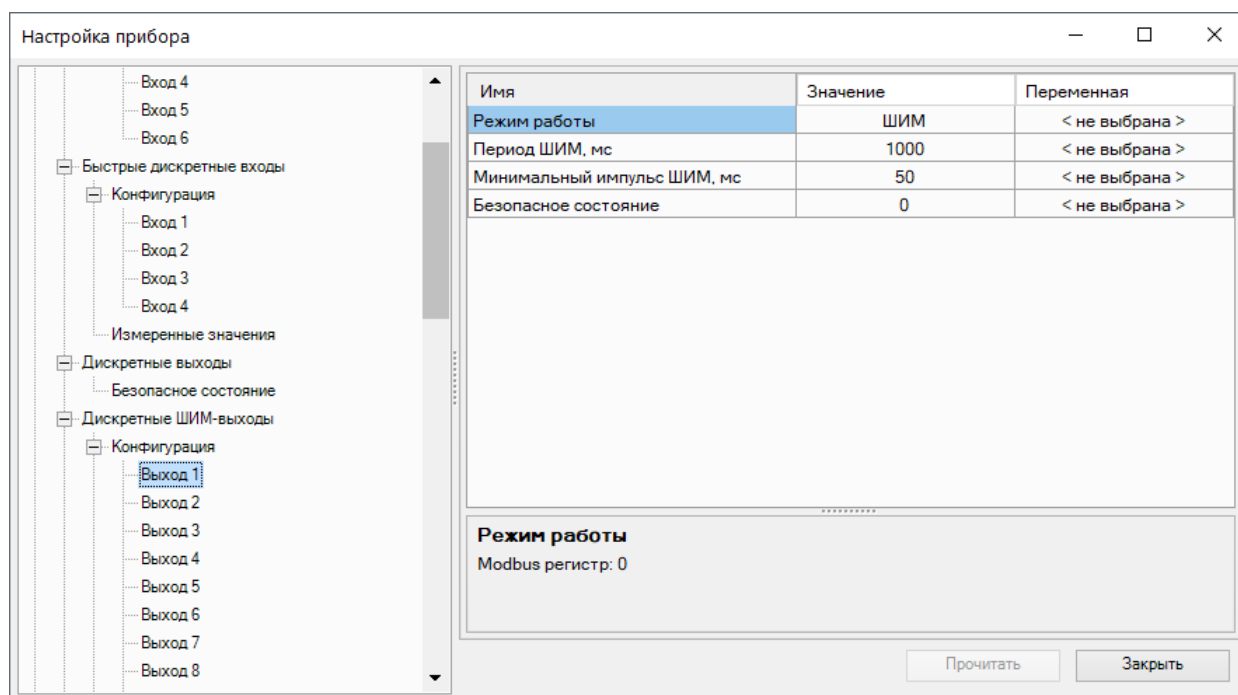 Настройка прибора
Вход 4
Вход 5
Вход 6
Быстрые дискретные входы
Конфигурация
Вход 1
Вход 2
Вход 3
Вход 4
Измеренные значения
Дискретные выходы
Безопасное состояние
Дискретные ШИМ-выходы
Конфигурация
Выход 1
Выход 2
Выход 3
Выход 4
Выход 5
Выход 6
Выход 7
Выход 8
Имя Значение Переменная
Режим работы ШИМ < не выбрана >
Период ШИМ, мс 1000 < не выбрана >
Минимальный импульс ШИМ, мс 50 < не выбрана >
Безопасное состояние 0 < не выбрана >
Режим работы
Modbus регистр: 0
Прочитать Закрыть